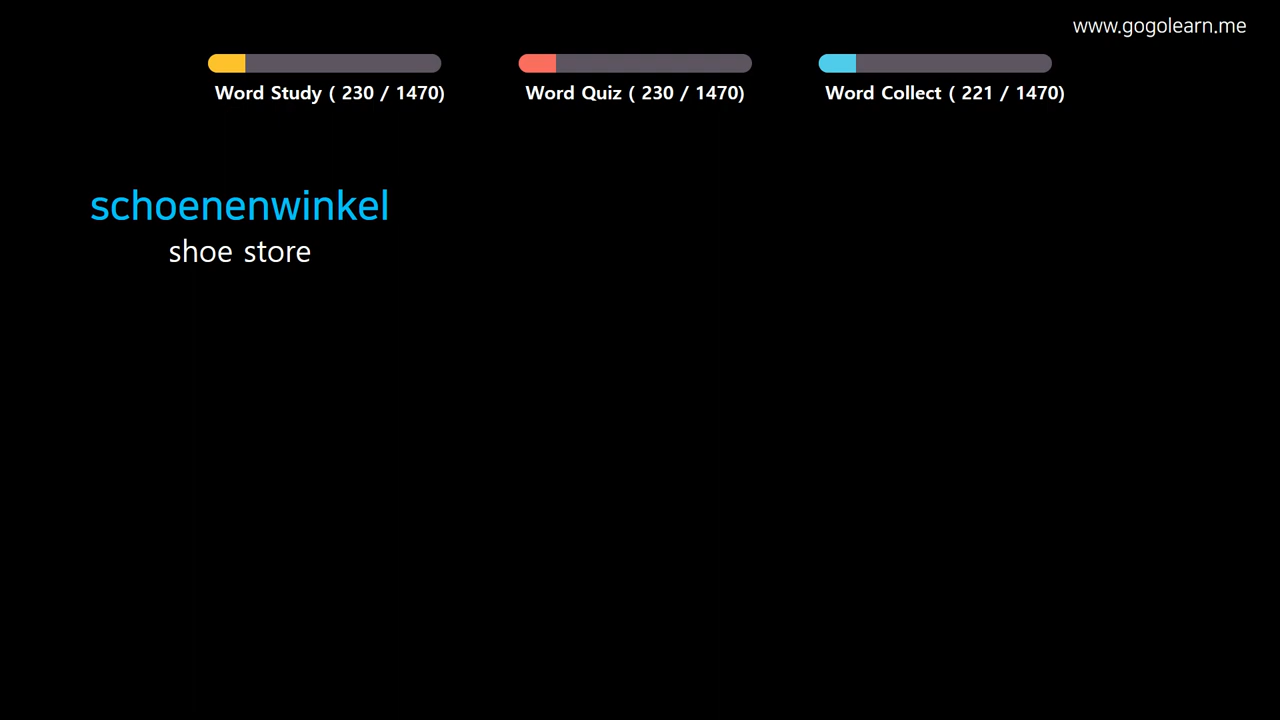 www.gogolearn.me
Word Study ( 230 / 1470)
Word Quiz ( 230 / 1470)
Word Collect ( 221 / 1470)
schoenenwinkel
shoe store